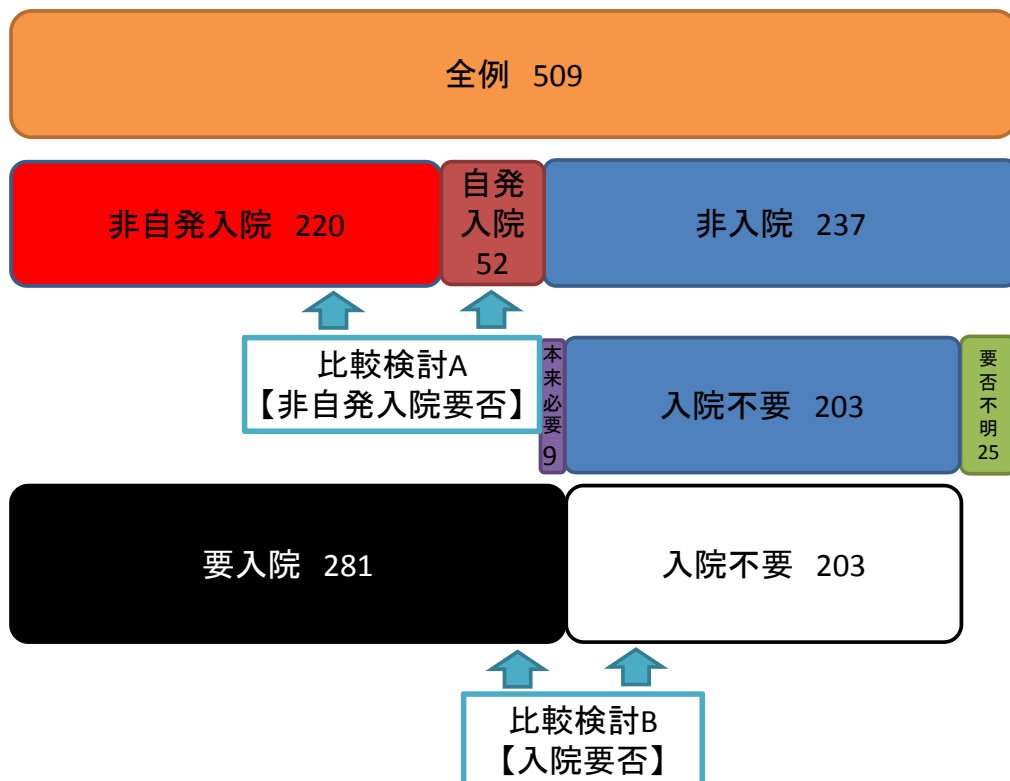 全例 509
非自発入院 220
自発
入院
52
非入院 237
比較検討A
【非自発入院要否】
本来必要9
入院不要 203
要否不明25
要入院 281
入院不要 203
比較検討B
【入院要否】